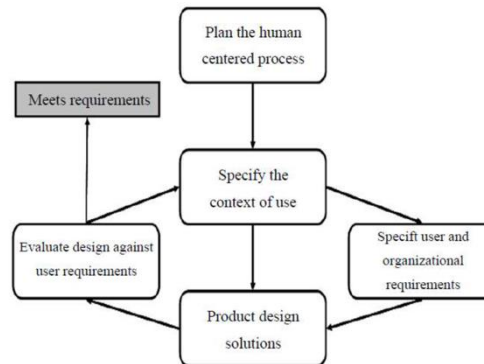 Plan the human
centered process
Meets requirements
Specify the
context of use
Evaluate design against
user requirements
Specift user and
organizational
requirements
Product design
solutions